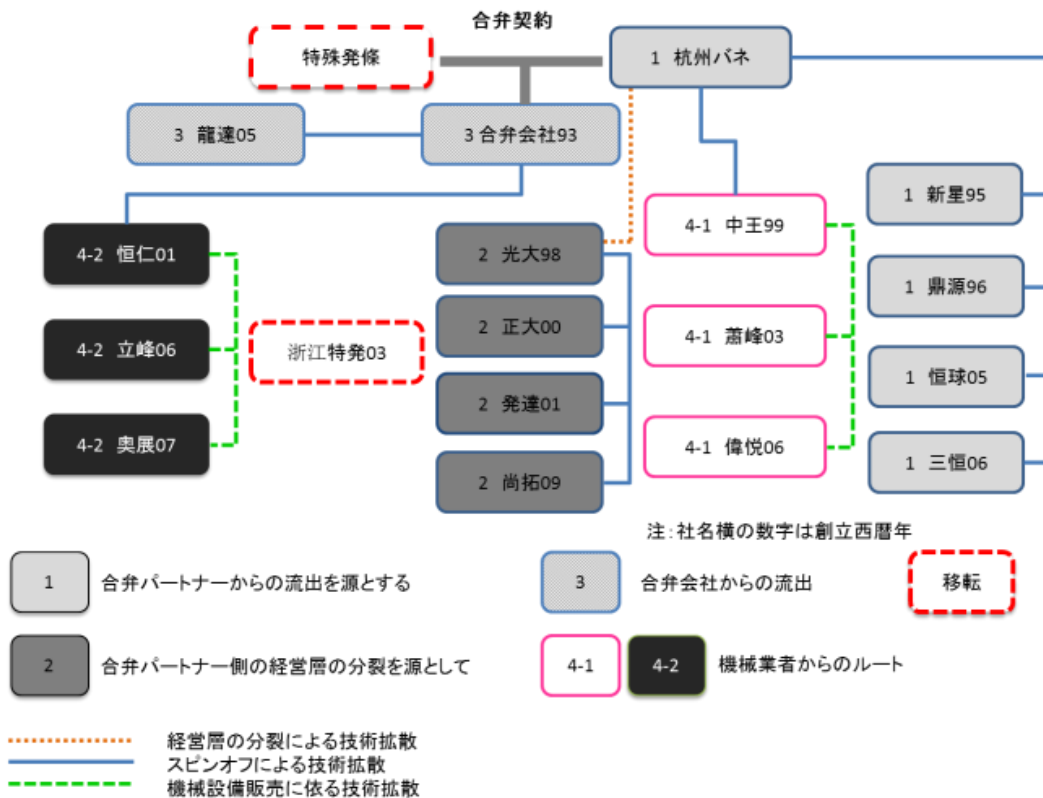 合弁契約
特殊発條
1 杭州バネ
3 龍達05
3 合弁会社93
1 新星95
4-1 中王99
4-2 恒仁01
2 光大98
1 鼎源96
2 正大00
4-1 蕭峰03
4-2 立峰06
浙江特発03
1 恒球05
2 発達01
4-2 奥展07
4-1 偉悦06
1 三恒06
2 尚拓09
注:社名横の数字は創立西暦年
1 合弁パートナーからの流出を源とする
3 合弁会社からの流出
移転
2 合弁パートナー側の経営層の分裂を源として
4-1 4-2 機械業者からのルート
経営層の分裂による技術拡散
スピンオフによる技術拡散
機械設備販売に依る技術拡散